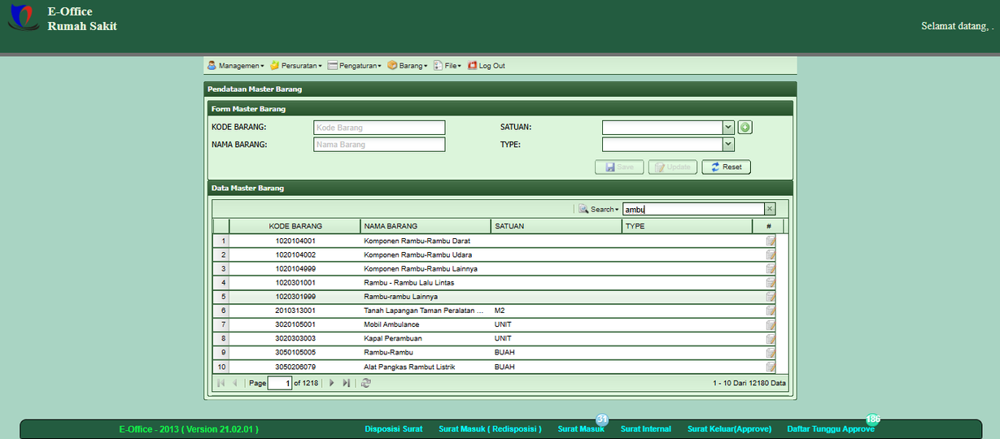 E-Office
Rumah Sakit
Selamat datang, .
Managemen
Persuratan
Pengaturan
Barang
File
Log Out
Pendataan Master Barang
Form Master Barang
KODE BARANG:
Kode Barang
SATUAN:
NAMA BARANG:
Nama Barang
TYPE:
Save
Update
Reset
Data Master Barang
Search
ambu
KODE BARANG NAMA BARANG SATUAN TYPE #
1 1020104001 Komponen Rambu-Rambu Darat
2 1020104002 Komponen Rambu-Rambu Udara
3 1020104999 Komponen Rambu-Rambu Lainnya
4 1020301001 Rambu - Rambu Lalu Lintas
5 1020301999 Rambu-rambu Lainnya
6 2010313001 Tanah Lapangan Taman Peralatan ... M2
7 3020105001 Mobil Ambulance UNIT
8 3020303003 Kapal Perambuan UNIT
9 3050105005 Rambu-Rambu BUAH
10 3050206079 Alat Pangkas Rambut Listrik BUAH
Page 1 of 1218
1 - 10 Dari 12180 Data
E-Office - 2013 ( Version 21.02.01 )
Disposisi Surat
Surat Masuk ( Redisposisi )
Surat Masuk
31
Surat Internal
Surat Keluar(Approve)
Daftar Tunggu Approve
186